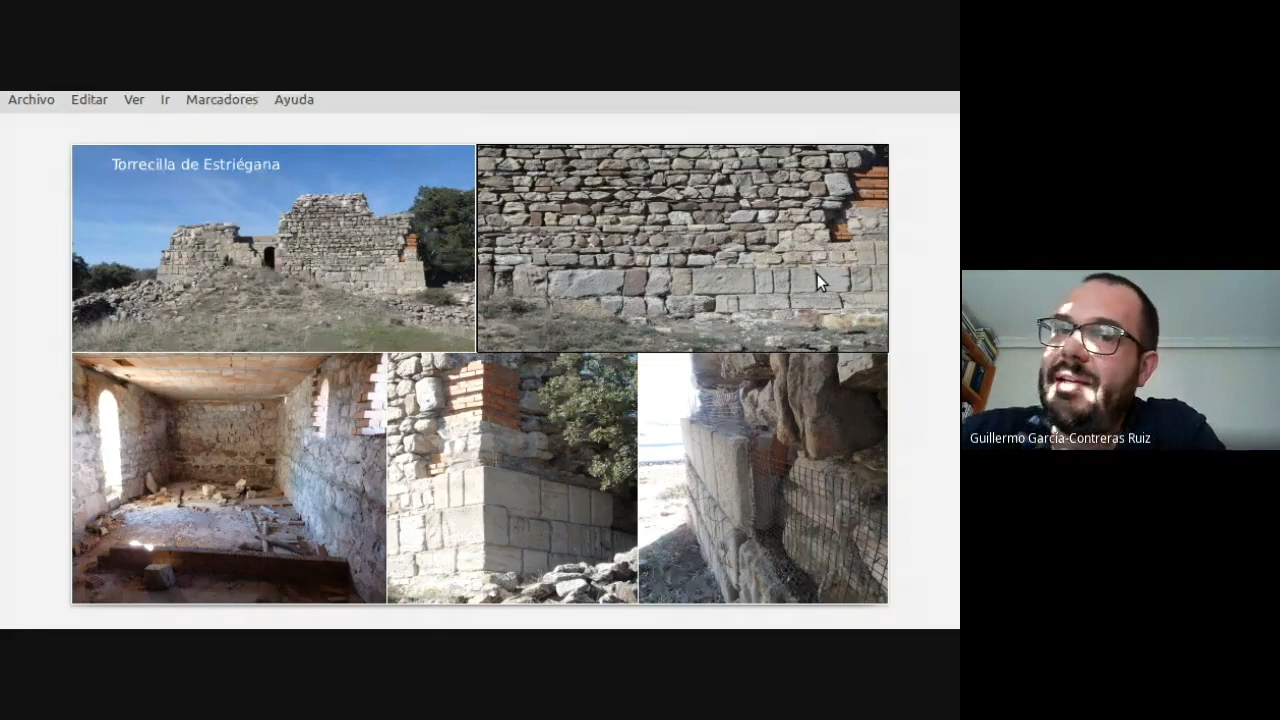 Archivo Editar Ver Ir Marcadores Ayuda
Torrecilla de Estriégana
Guillermo García-Contreras Ruiz